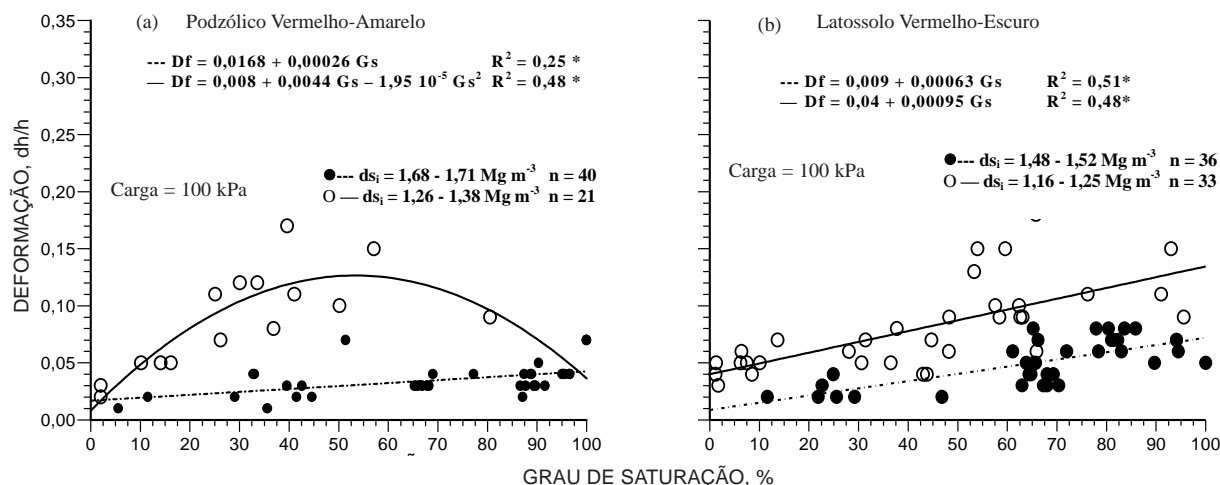 (a) Podzólico Vermelho-Amarelo
--- Df = 0,0168 + 0,00026 Gs R² = 0,25 *
— Df = 0,008 + 0,0044 Gs – 1,95 10⁻⁵ Gs² R² = 0,48 *
●--- dsᵢ = 1,68 - 1,71 Mg m⁻³ n = 40
O — dsᵢ = 1,26 - 1,38 Mg m⁻³ n = 21
Carga = 100 kPa
DEFORMAÇÃO, dh/h
0,35
0,30
0,25
0,20
0,15
0,10
0,05
0,00
0 10 20 30 40 50 60 70 80 90 100
(b) Latossolo Vermelho-Escuro
--- Df = 0,009 + 0,00063 Gs R² = 0,51*
— Df = 0,04 + 0,00095 Gs R² = 0,48*
●--- dsᵢ = 1,48 - 1,52 Mg m⁻³ n = 36
O — dsᵢ = 1,16 - 1,25 Mg m⁻³ n = 33
Carga = 100 kPa
0 10 20 30 40 50 60 70 80 90 100
GRAU DE SATURAÇÃO, %